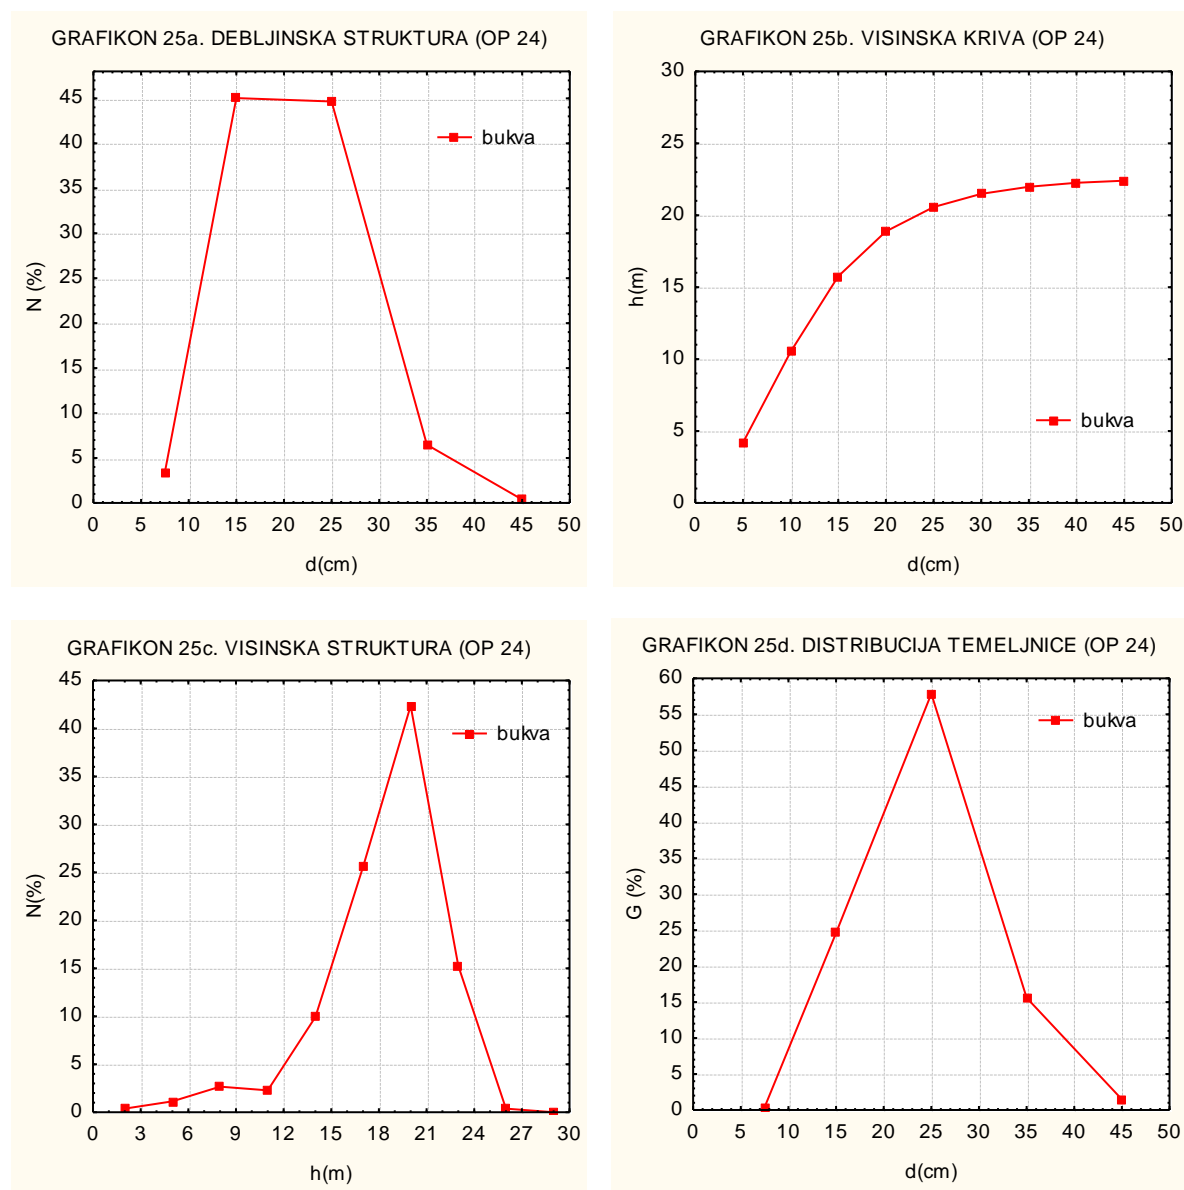 GRAFIKON 25a. DEBLJINSKA STRUKTURA (OP 24)
45
40
35
30
25
20
15
10
5
0
N (%)
bukva
0 5 10 15 20 25 30 35 40 45 50
d(cm)
GRAFIKON 25b. VISINSKA KRIVA (OP 24)
30
25
20
15
10
5
0
h(m)
bukva
0 5 10 15 20 25 30 35 40 45 50
d(cm)
GRAFIKON 25c. VISINSKA STRUKTURA (OP 24)
45
40
35
30
25
20
15
10
5
0
N(%)
bukva
0 3 6 9 12 15 18 21 24 27 30
h(m)
GRAFIKON 25d. DISTRIBUCIJA TEMELJNICE (OP 24)
60
55
50
45
40
35
30
25
20
15
10
5
0
G (%)
bukva
0 5 10 15 20 25 30 35 40 45 50
d(cm)